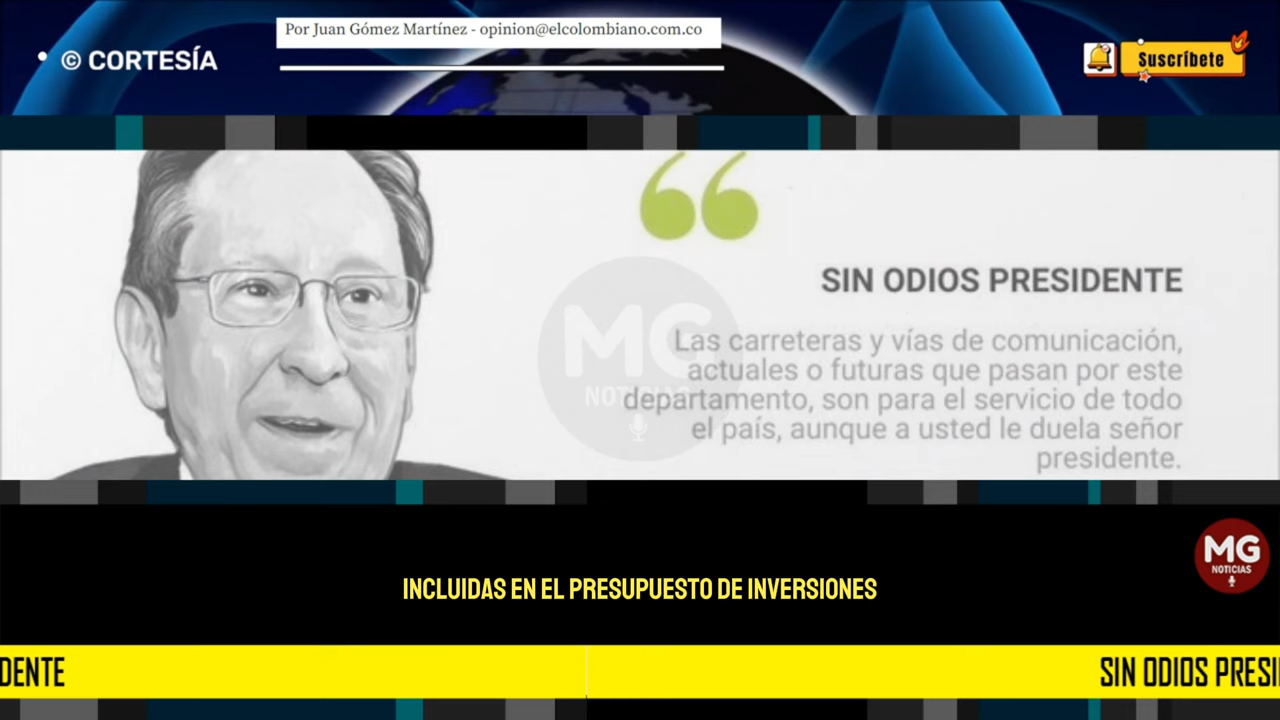 Por Juan Gómez Martínez - opinion@elcolombiano.com.co
© CORTESÍA
Suscríbete
SIN ODIOS PRESIDENTE
Las carreteras y vías de comunicación,
actuales o futuras que pasan por este
departamento, son para el servicio de todo
el país, aunque a usted le duela señor
presidente.
MG
NOTICIAS
MG
NOTICIAS
INCLUIDAS EN EL PRESUPUESTO DE INVERSIONES
DENTE
SIN ODIOS PRESI